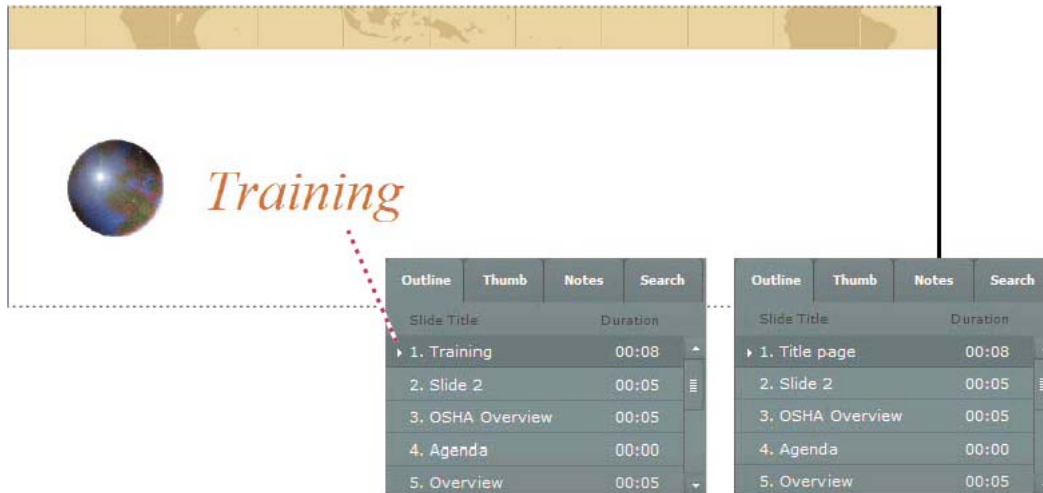 Training
Outline Thumb Notes Search
Slide Title Duration
1. Training 00:08
2. Slide 2 00:05
3. OSHA Overview 00:05
4. Agenda 00:00
5. Overview 00:05
Outline Thumb Notes Search
Slide Title Duration
1. Title page 00:08
2. Slide 2 00:05
3. OSHA Overview 00:05
4. Agenda 00:00
5. Overview 00:05